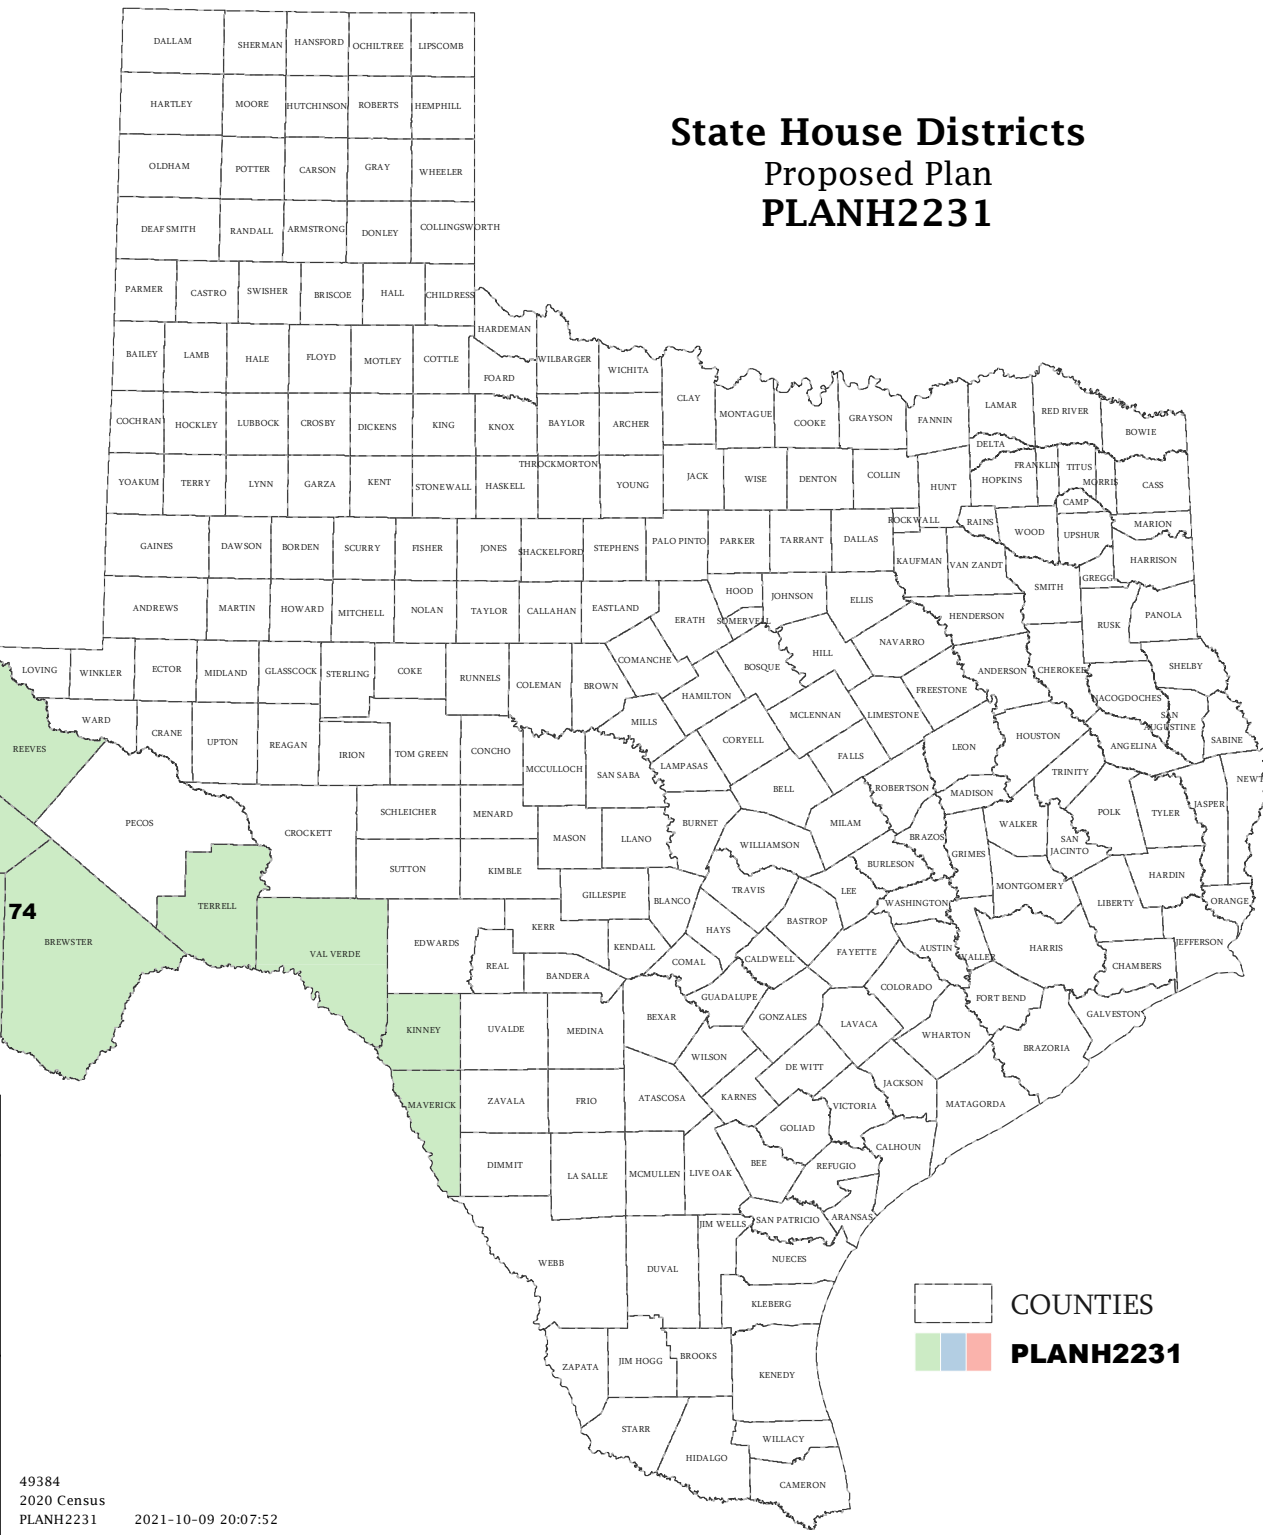 State House Districts
Proposed Plan
PLANH2231
DALLAM SHERMAN HANSFORD OCHILTREE LIPSCOMB
HARTLEY MOORE HUTCHINSON ROBERTS HEMPHILL
OLDHAM POTTER CARSON GRAY WHEELER
DEAF SMITH RANDALL ARMSTRONG DONLEY COLLINGSWORTH
PARMER CASTRO SWISHER BRISCOE HALL CHILDRESS
HARDEMAN
BAILEY LAMB HALE FLOYD MOTLEY COTTLE FOARD WILBARGER WICHITA
CLAY MONTAGUE COOKE GRAYSON FANNIN LAMAR RED RIVER BOWIE
COCHRAN HOCKLEY LUBBOCK CROSBY DICKENS KING KNOX BAYLOR ARCHER
DELTA
YOAKUM TERRY LYNN GARZA KENT STONEWALL HASKELL THROCKMORTON YOUNG JACK WISE DENTON COLLIN HUNT HOPKINS FRANKLIN TITUS MORRIS CASS
CAMP
ROCKWALL RAINS WOOD UPSHUR MARION
GAINES DAWSON BORDEN SCURRY FISHER JONES SHACKELFORD STEPHENS PALO PINTO PARKER TARRANT DALLAS KAUFMAN VAN ZANDT HARRISON
SMITH GREGG
ANDREWS MARTIN HOWARD MITCHELL NOLAN TAYLOR CALLAHAN EASTLAND ERATH HOOD JOHNSON ELLIS HENDERSON RUSK PANOLA
SOMERVELL
NAVARRO
LOVING WINKLER ECTOR MIDLAND GLASSCOCK STERLING COKE RUNNELS COLEMAN BROWN COMANCHE BOSQUE HILL ANDERSON CHEROKEE SHELBY
HAMILTON FREESTONE NACOGDOCHES
WARD CRANE UPTON REAGAN IRION TOM GREEN CONCHO MILLS MCLENNAN LIMESTONE SAN
AUGUSTINE
REEVES CORYELL FALLS LEON HOUSTON ANGELINA SABINE
MCCULLOCH SAN SABA LAMPASAS TRINITY NEWT
BELL ROBERTSON MADISON
PECOS CROCKETT SCHLEICHER MENARD MASON LLANO BURNET WILLIAMSON MILAM BRAZOS GRIMES WALKER SAN
JACINTO POLK TYLER JASPER
SUTTON KIMBLE BURLESON
GILLESPIE BLANCO TRAVIS LEE WASHINGTON MONTGOMERY LIBERTY HARDIN ORANGE
74
TERRELL
BREWSTER VAL VERDE EDWARDS KERR KENDALL HAYS BASTROP FAYETTE AUSTIN WALLER HARRIS JEFFERSON
REAL BANDERA COMAL CALDWELL CHAMBERS
COLORADO FORT BEND GALVESTON
KINNEY UVALDE MEDINA BEXAR GUADALUPE GONZALES LAVACA WHARTON BRAZORIA
WILSON DE WITT
MAVERICK ZAVALA FRIO ATASCOSA KARNES VICTORIA JACKSON MATAGORDA
GOLIAD
DIMMIT LA SALLE MCMULLEN LIVE OAK BEE REFUGIO CALHOUN
JIM WELLS SAN PATRICIO ARANSAS
WEBB DUVAL NUECES
KLEBERG
ZAPATA JIM HOGG BROOKS KENEDY
STARR HIDALGO WILLACY
CAMERON
COUNTIES
PLANH2231
49384
2020 Census
PLANH2231 2021-10-09 20:07:52